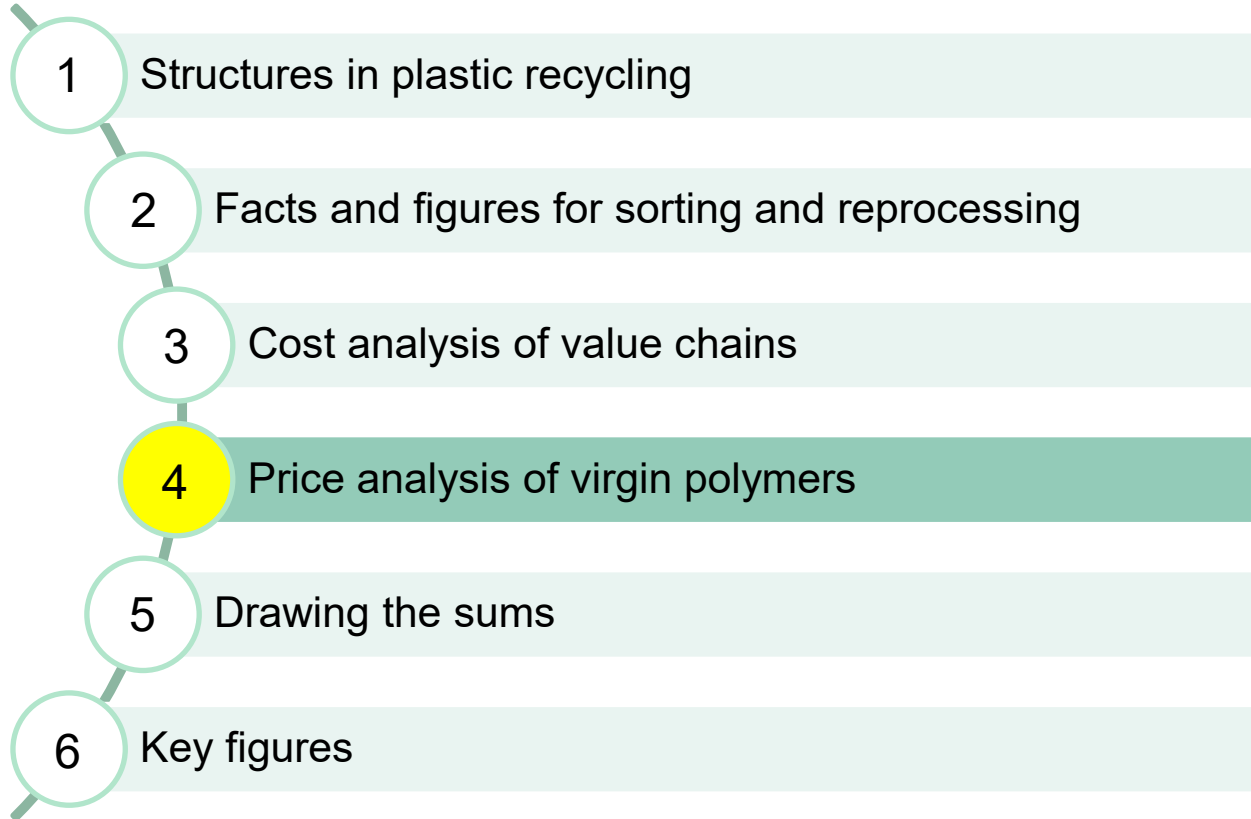 1 Structures in plastic recycling
2 Facts and figures for sorting and reprocessing
3 Cost analysis of value chains
4 Price analysis of virgin polymers
5 Drawing the sums
6 Key figures